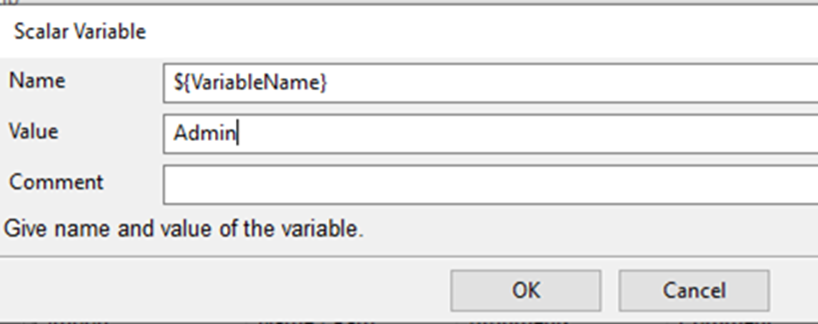 Scalar Variable
Name ${VariableName}
Value Admin
Comment
Give name and value of the variable.
OK Cancel